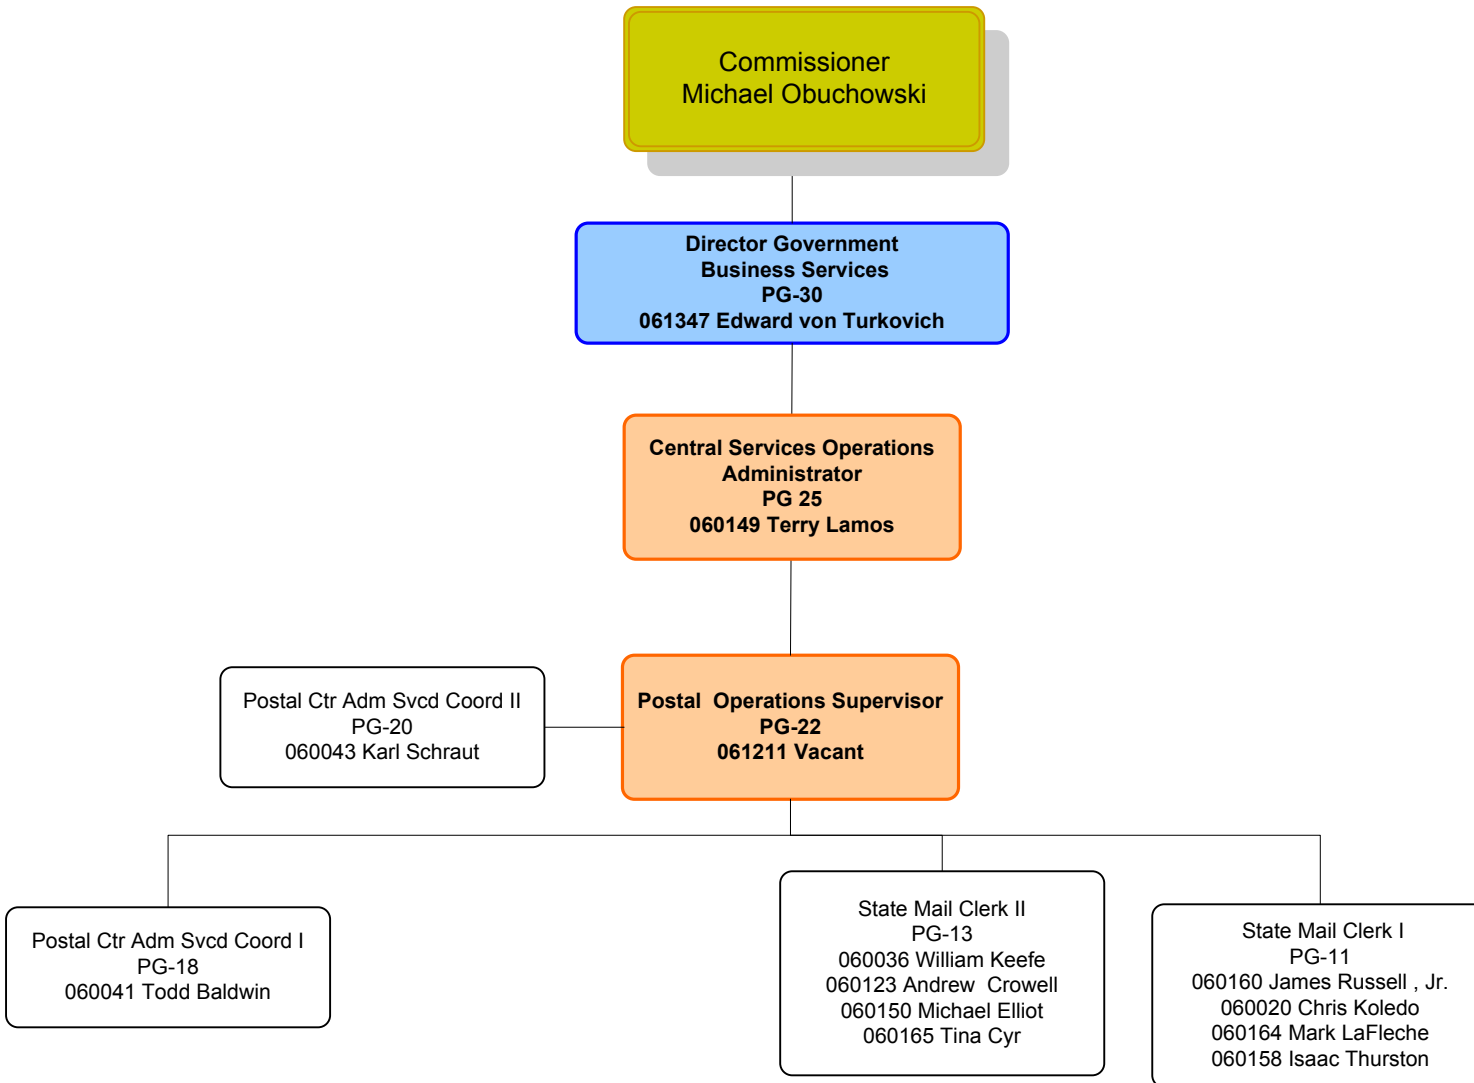 Commissioner
Michael Obuchowski
Director Government
Business Services
PG-30
061347 Edward von Turkovich
Central Services Operations
Administrator
PG 25
060149 Terry Lamos
Postal Ctr Adm Svcd Coord II
PG-20
060043 Karl Schraut
Postal  Operations Supervisor
PG-22
061211 Vacant
Postal Ctr Adm Svcd Coord I
PG-18
060041 Todd Baldwin
State Mail Clerk II
PG-13
060036 William Keefe
060123 Andrew  Crowell
060150 Michael Elliot
060165 Tina Cyr
State Mail Clerk I
PG-11
060160 James Russell , Jr.
060020 Chris Koledo
060164 Mark LaFleche
060158 Isaac Thurston